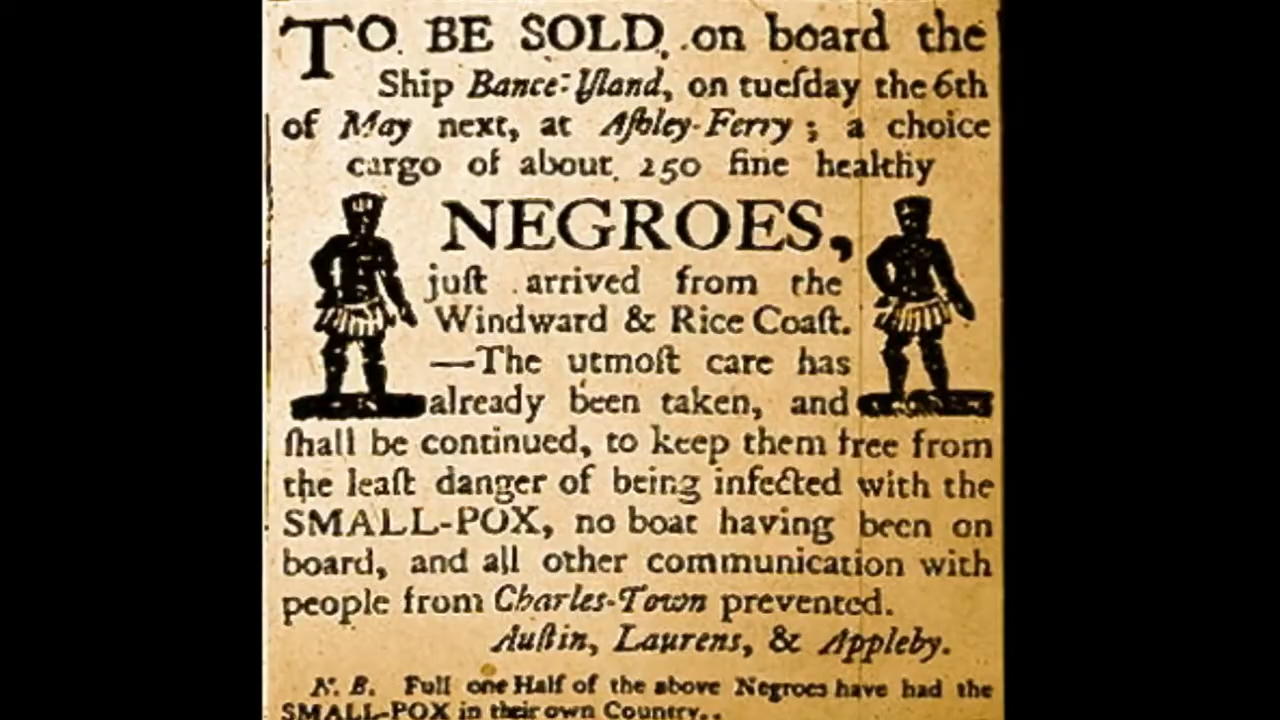 TO BE SOLD, on board the
Ship Bance-Yſland, on tueſday the 6th
of May next, at Aſhley-Ferry; a choice
cargo of about 250 fine healthy
NEGROES,
juſt arrived from the
Windward & Rice Coaſt.
—The utmoſt care has
already been taken, and
ſhall be continued, to keep them free from
the leaſt danger of being infected with the
SMALL-POX, no boat having been on
board, and all other communication with
people from Charles-Town prevented.
Auſtin, Laurens, & Appleby.
N. B. Full one Half of the above Negroes have had the
SMALL-POX in their own Country.